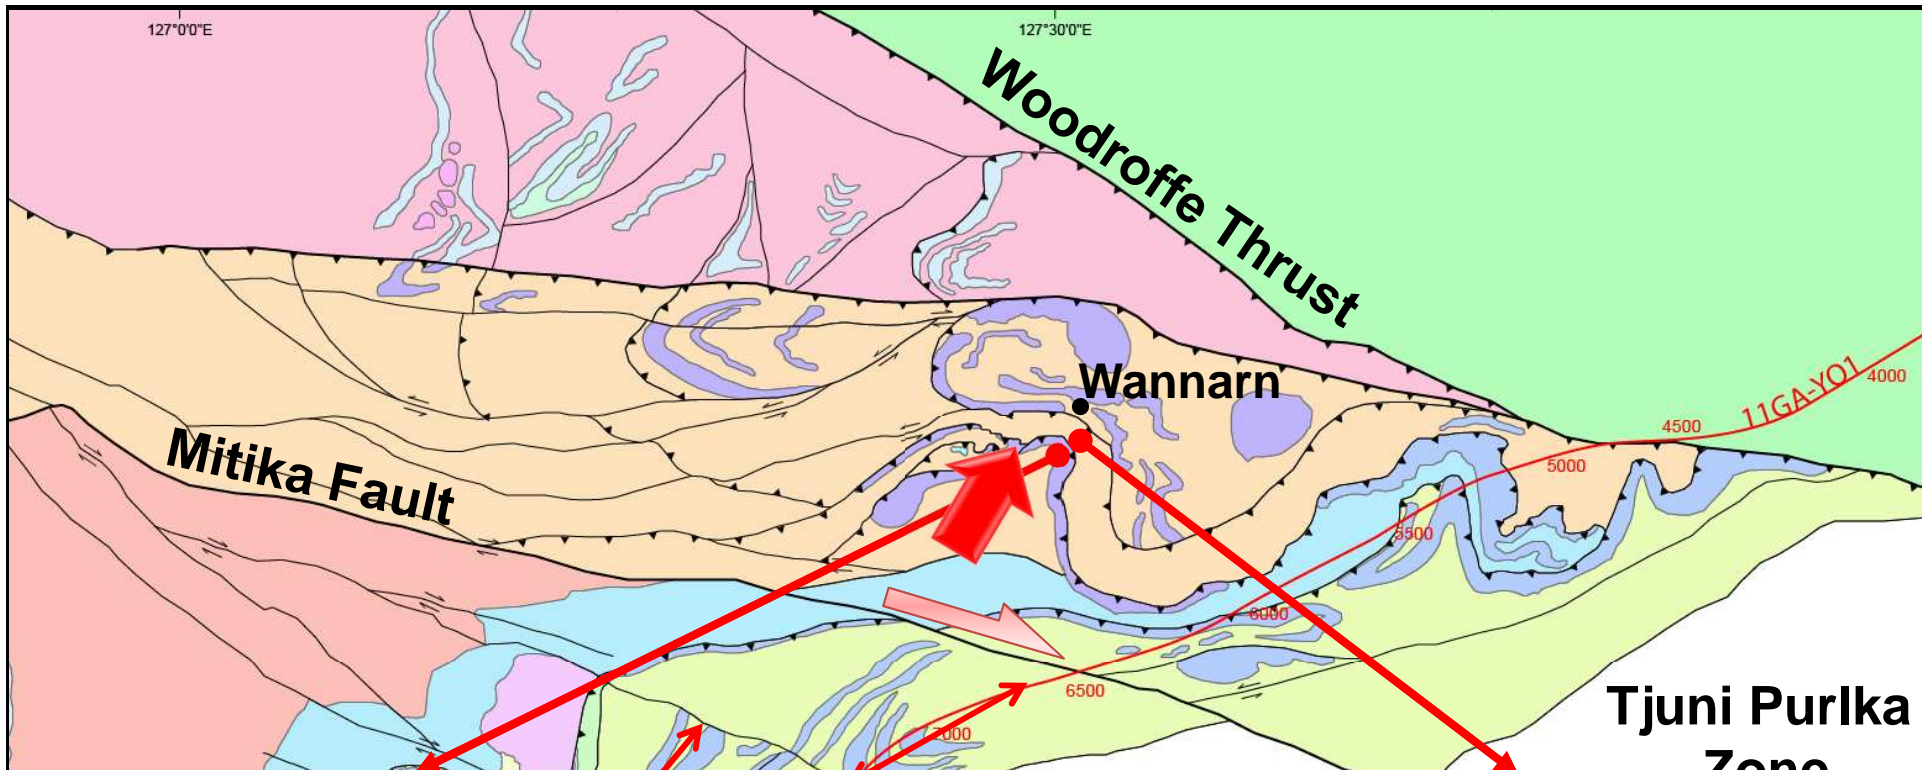 127°0'0"E
127°30'0"E
Woodroffe Thrust
Wannarn
11GA-YO1
4000
4500
5000
Mitika Fault
5500
6000
6500
Tjuni Purlka
Zone
7000